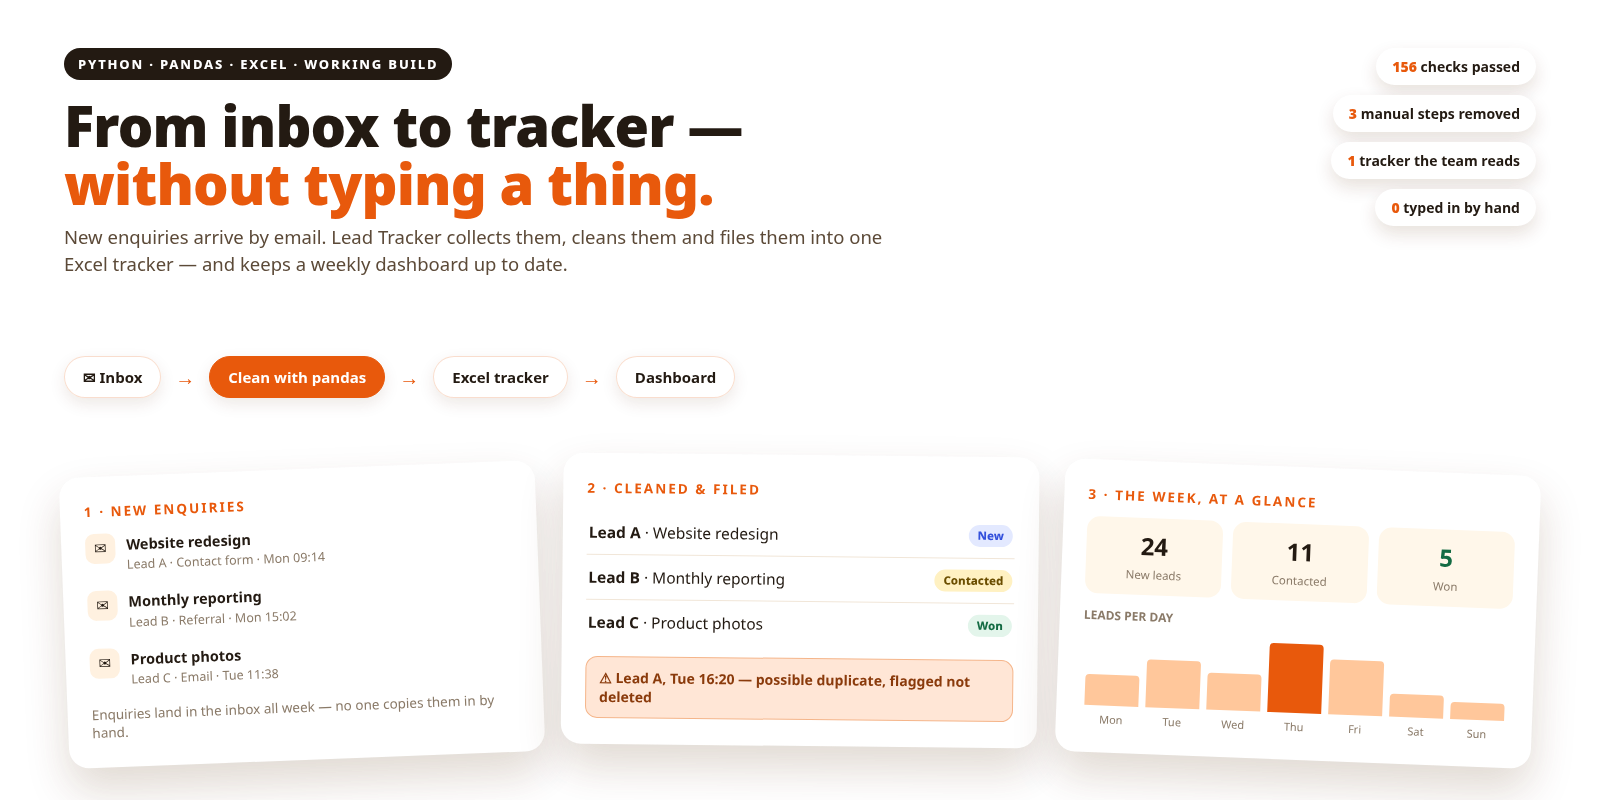 PYTHON · PANDAS · EXCEL · WORKING BUILD
From inbox to tracker —
without typing a thing.
New enquiries arrive by email. Lead Tracker collects them, cleans them and files them into one
Excel tracker — and keeps a weekly dashboard up to date.
156 checks passed
3 manual steps removed
1 tracker the team reads
0 typed in by hand
✉ Inbox → Clean with pandas → Excel tracker → Dashboard
1 · NEW ENQUIRIES
✉ Website redesign
Lead A · Contact form · Mon 09:14
✉ Monthly reporting
Lead B · Referral · Mon 15:02
✉ Product photos
Lead C · Email · Tue 11:38
Enquiries land in the inbox all week — no one copies them in by
hand.
2 · CLEANED & FILED
Lead A · Website redesign New
Lead B · Monthly reporting Contacted
Lead C · Product photos Won
⚠ Lead A, Tue 16:20 — possible duplicate, flagged not
deleted
3 · THE WEEK, AT A GLANCE
24 11 5
New leads Contacted Won
LEADS PER DAY
Mon Tue Wed Thu Fri Sat Sun